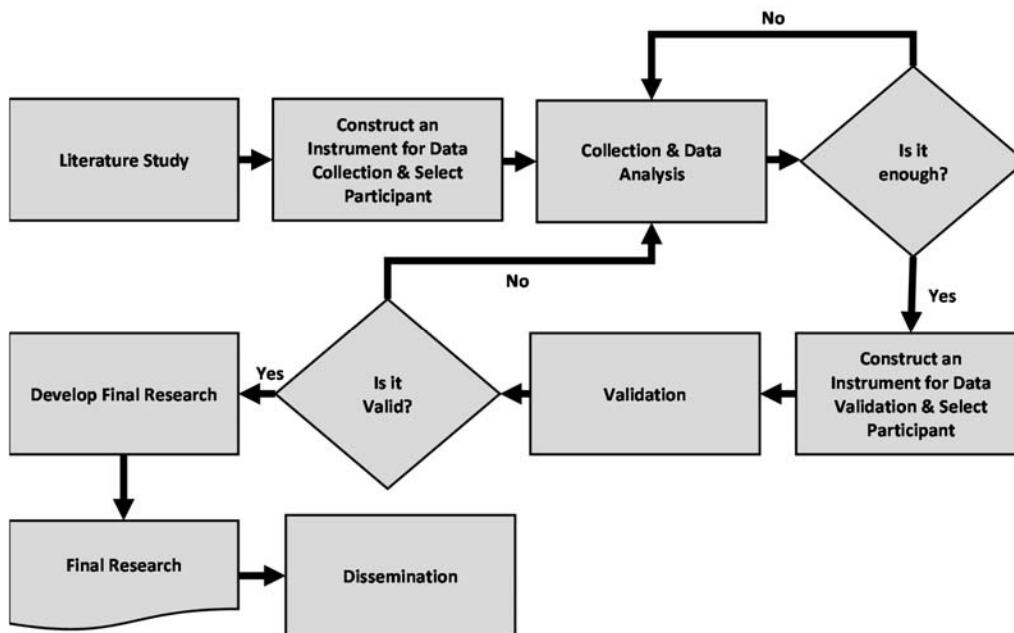 No
Literature Study
Construct an
Instrument for Data
Collection & Select
Participant
Collection & Data
Analysis
Is it
enough?
No
Yes
Develop Final Research
Yes
Is it
Valid?
Validation
Construct an
Instrument for Data
Validation & Select
Participant
Final Research
Dissemination